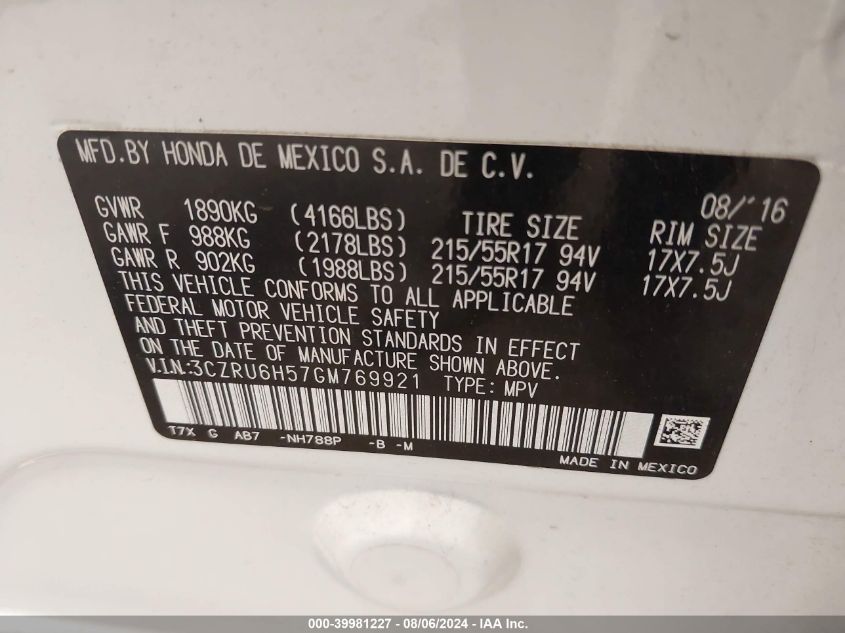 MFD.BY HONDA DE MEXICO S.A. DE C.V.
08/'16
GVWR 1890KG (4166LBS) TIRE SIZE RIM SIZE
GAWR F 988KG (2178LBS) 215/55R17 94V 17X7.5J
GAWR R 902KG (1988LBS) 215/55R17 94V 17X7.5J
THIS VEHICLE CONFORMS TO ALL APPLICABLE
FEDERAL MOTOR VEHICLE SAFETY
AND THEFT PREVENTION STANDARDS IN EFFECT
ON THE DATE OF MANUFACTURE SHOWN ABOVE.
V.I.N:3CZRU6H57GM769921 TYPE: MPV
T7X G AB7 -NH788P -B -M
MADE IN MEXICO
000-39981227 - 08/06/2024 - IAA Inc.